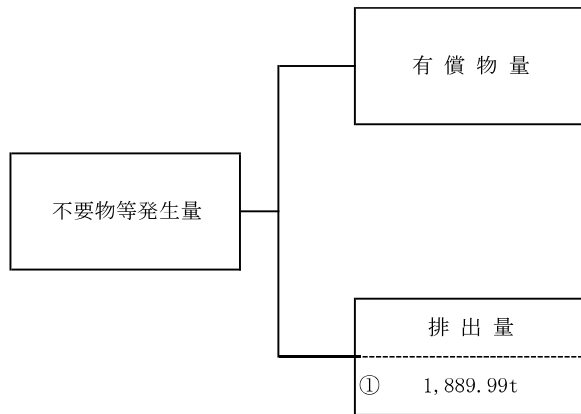 有 償 物 量
不要物等発生量
排 出 量
① 1,889.99t